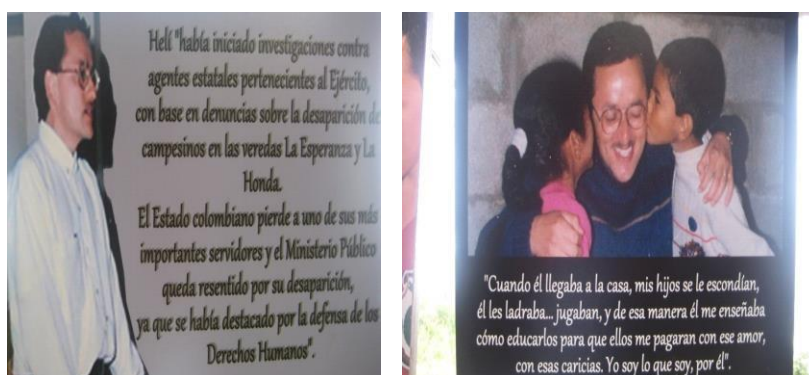 Helí "había iniciado investigaciones contra
agentes estatales pertenecientes al Ejército,
con base en denuncias sobre la desaparición de
campesinos en las veredas La Esperanza y La
Honda.
El Estado colombiano pierde a uno de sus más
importantes servidores y el Ministerio Público
queda resentido por su desaparición,
ya que se había destacado por la defensa de los
Derechos Humanos".
"Cuando él llegaba a la casa, mis hijos se le escondían,
él les ladraba... jugaban, y de esa manera él me enseñaba
cómo educarlos para que ellos me pagaran con ese amor,
con esas caricias. Yo soy lo que soy, por él".